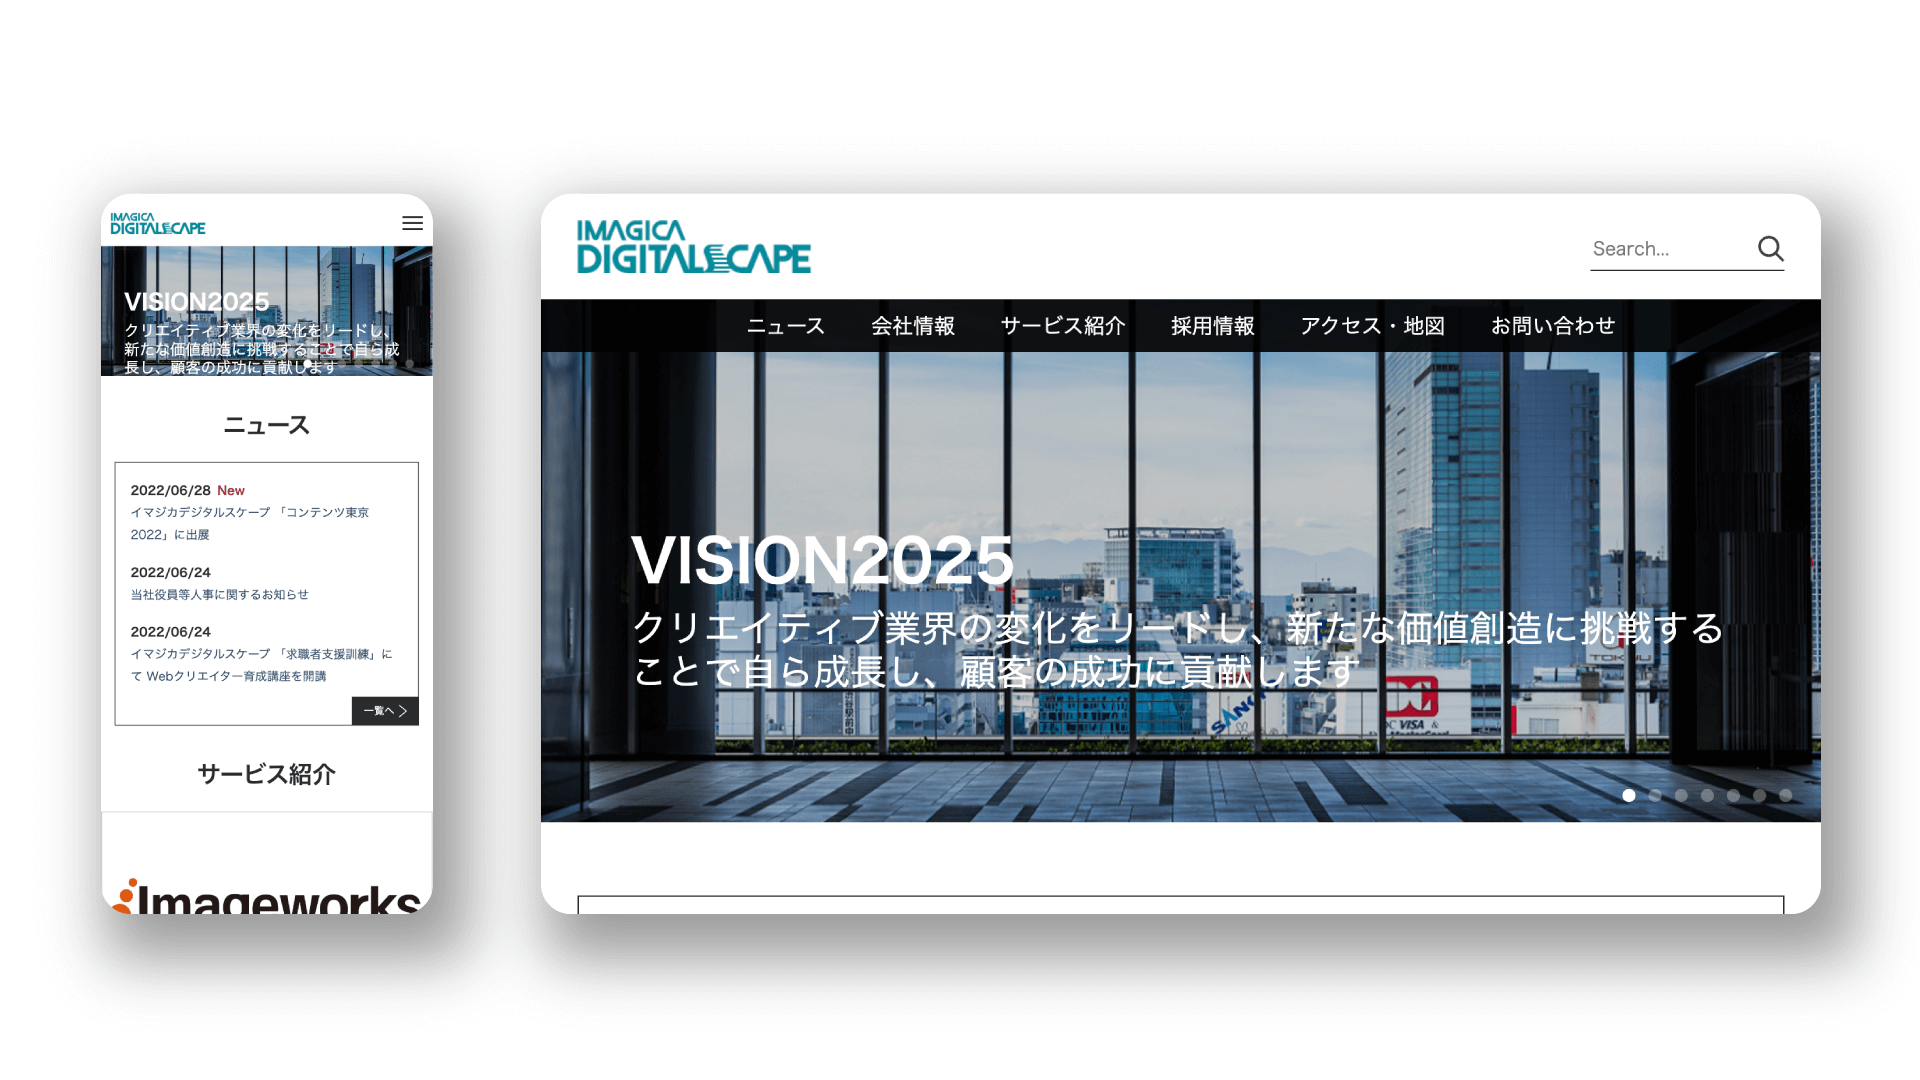 IMAGICA
DIGITALSCAPE
VISION2025
クリエイティブ業界の変化をリードし、
新たな価値創造に挑戦することで自ら成
長し、顧客の成功に貢献します
ニュース
2022/06/28 New
イマジカデジタルスケープ 「コンテンツ東京
2022」に出展
2022/06/24
当社役員等人事に関するお知らせ
2022/06/24
イマジカデジタルスケープ 「求職者支援訓練」に
て Webクリエイター育成講座を開講
一覧へ
サービス紹介
Imageworks
IMAGICA
DIGITALSCAPE
Search...
ニュース 会社情報 サービス紹介 採用情報 アクセス・地図 お問い合わせ
VISION2025
クリエイティブ業界の変化をリードし、新たな価値創造に挑戦する
ことで自ら成長し、顧客の成功に貢献します
TOKYU
VISA &